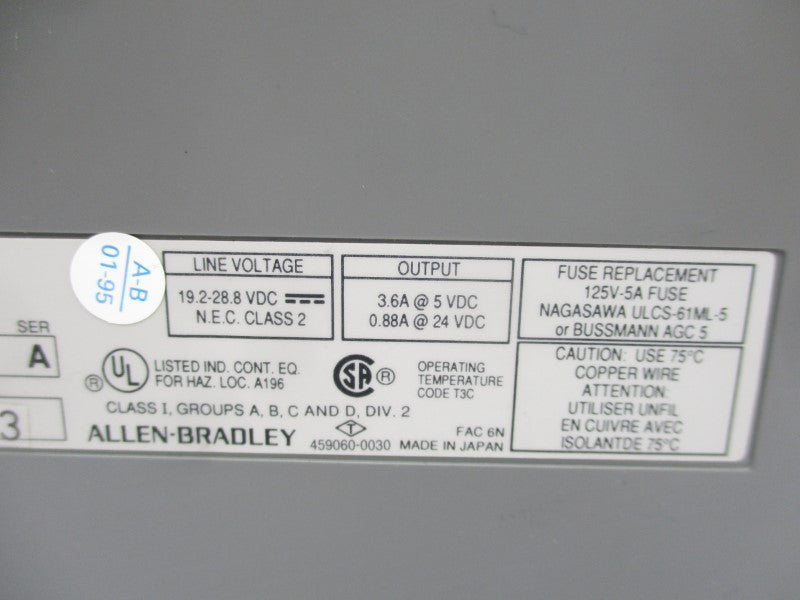 A-B
01-95
SER
A
3
LINE VOLTAGE
19.2-28.8 VDC
N.E.C. CLASS 2
OUTPUT
3.6A @ 5 VDC
0.88A @ 24 VDC
FUSE REPLACEMENT
125V-5A FUSE
NAGASAWA ULCS-61ML-5
or BUSSMANN AGC 5
UL
®
LISTED IND. CONT. EQ.
FOR HAZ. LOC. A196
SA
®
OPERATING
TEMPERATURE
CODE T3C
CLASS I, GROUPS A, B, C AND D, DIV. 2
ALLEN-BRADLEY
T
459060-0030
FAC 6N
MADE IN JAPAN
CAUTION: USE 75°C
COPPER WIRE
ATTENTION:
UTILISER UNFIL
EN CUIVRE AVEC
ISOLANTDE 75°C